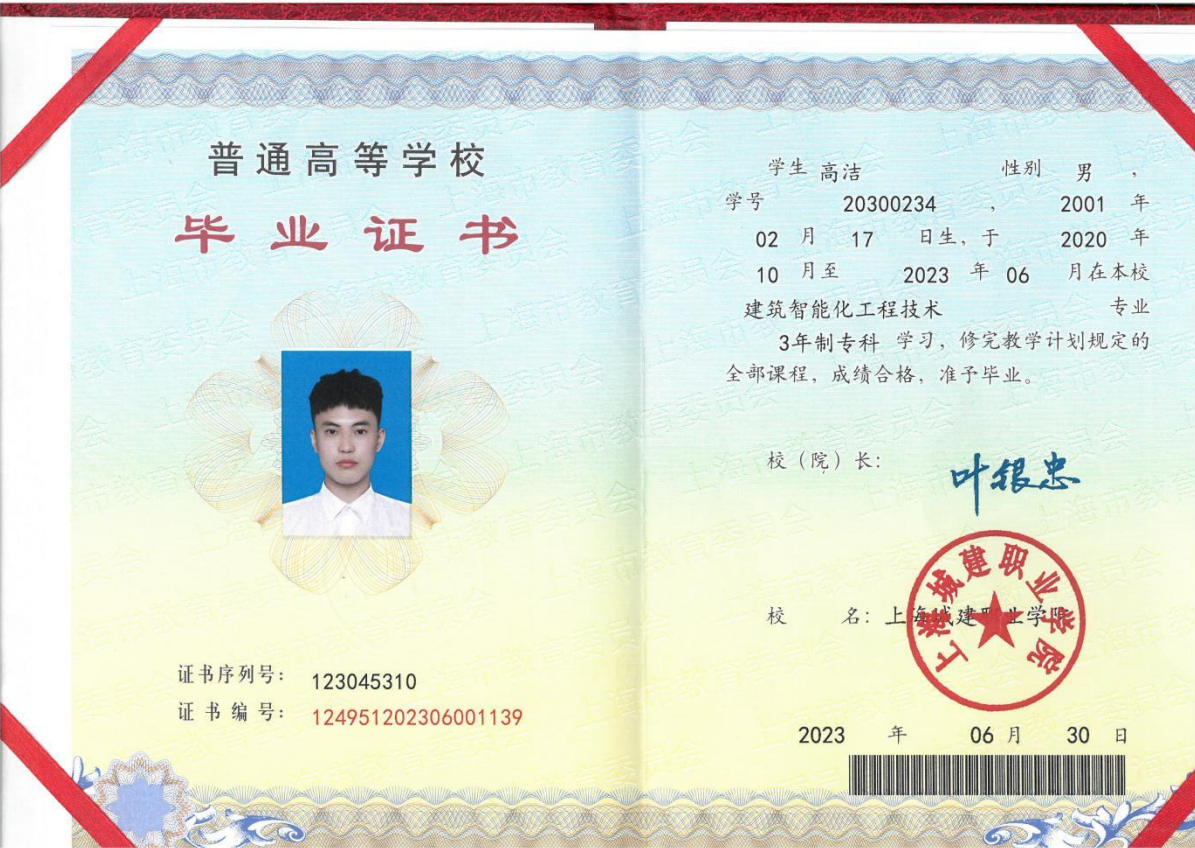 普通高等学校
毕业证书
证书序列号： 123045310
证书编号： 124951202306001139
学生 高洁 性别 男 ，
学号 20300234 ， 2001 年
02 月 17 日生，于 2020 年
10 月至 2023 年 06 月在本校
建筑智能化工程技术 专业
3年制专科 学习，修完教学计划规定的
全部课程，成绩合格，准予毕业。
校（院）长： 叶银忠
校 名：上海城建职业学院
上海城建职业学院
2023 年 06 月 30 日
上海市教育委员会